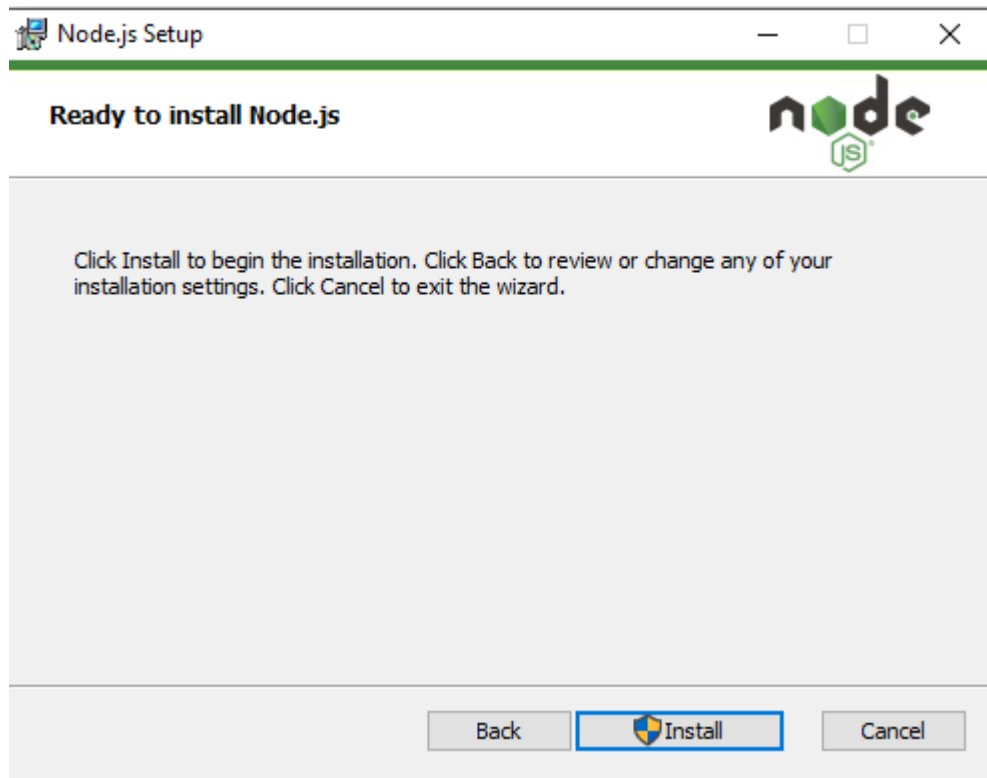 Node.js Setup
Ready to install Node.js
node
JS
Click Install to begin the installation. Click Back to review or change any of your
installation settings. Click Cancel to exit the wizard.
Back
Install
Cancel